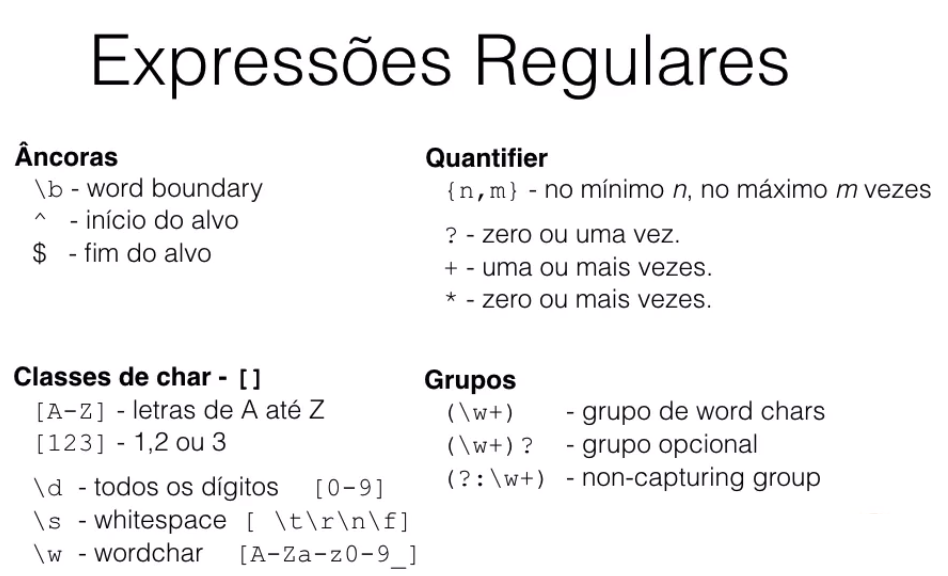 Expressões Regulares
Âncoras
\b - word boundary
^ - início do alvo
$ - fim do alvo
Quantifier
{n,m} - no mínimo n, no máximo m vezes
? - zero ou uma vez.
+ - uma ou mais vezes.
* - zero ou mais vezes.
Classes de char - []
[A-Z] - letras de A até Z
[123] - 1,2 ou 3
\d - todos os dígitos [0-9]
\s - whitespace [ \t\r\n\f]
\w - wordchar [A-Za-z0-9_]
Grupos
(\w+) - grupo de word chars
(\w+)? - grupo opcional
(?:\w+) - non-capturing group